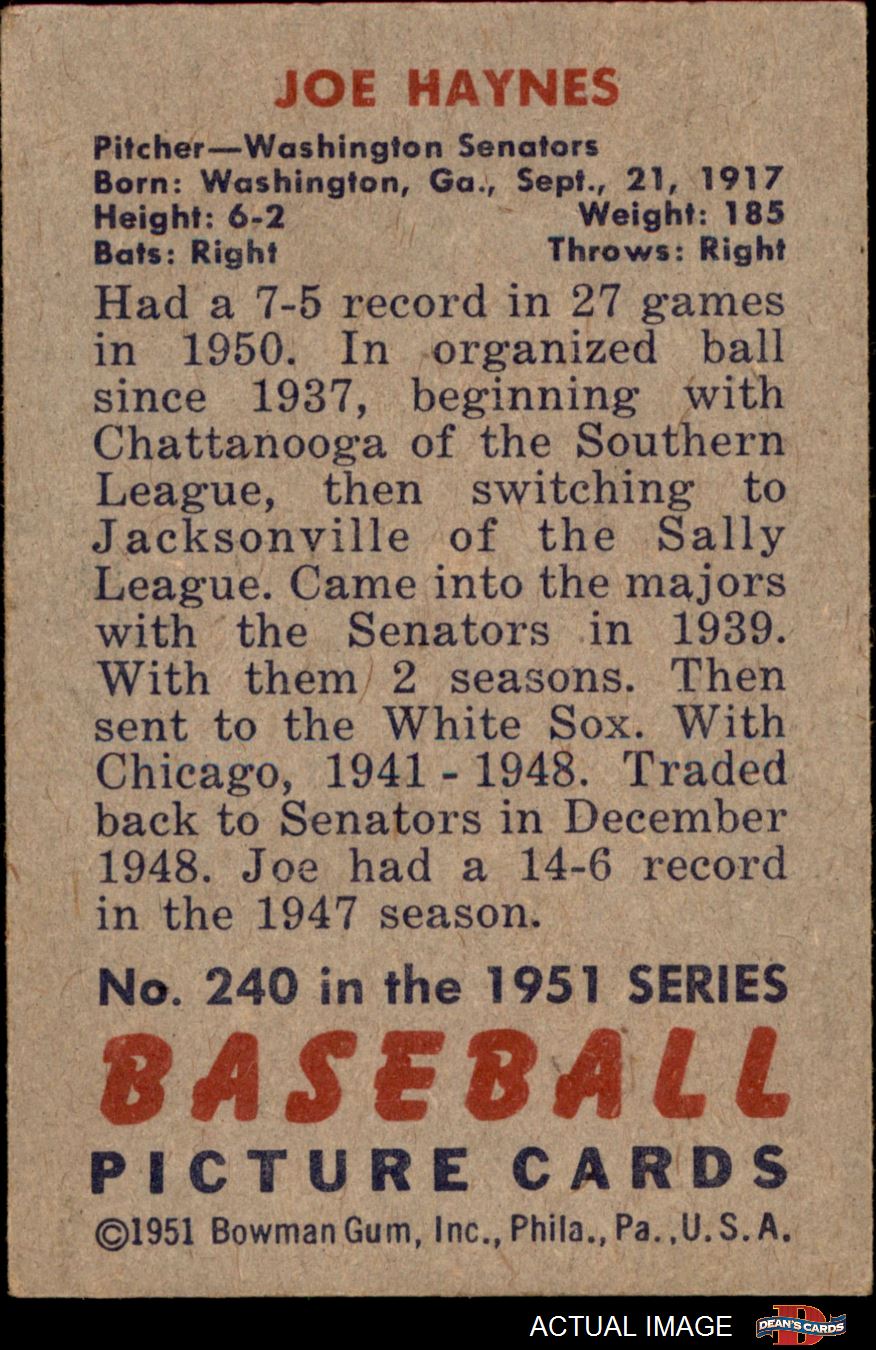 JOE HAYNES
Pitcher—Washington Senators
Born: Washington, Ga., Sept., 21, 1917
Height: 6-2 Weight: 185
Bats: Right Throws: Right
Had a 7-5 record in 27 games
in 1950. In organized ball
since 1937, beginning with
Chattanooga of the Southern
League, then switching to
Jacksonville of the Sally
League. Came into the majors
with the Senators in 1939.
With them 2 seasons. Then
sent to the White Sox. With
Chicago, 1941 - 1948. Traded
back to Senators in December
1948. Joe had a 14-6 record
in the 1947 season.
No. 240 in the 1951 SERIES
BASEBALL
PICTURE CARDS
©1951 Bowman Gum, Inc., Phila., Pa., U.S.A.
ACTUAL IMAGE
D
DEAN'S CARDS